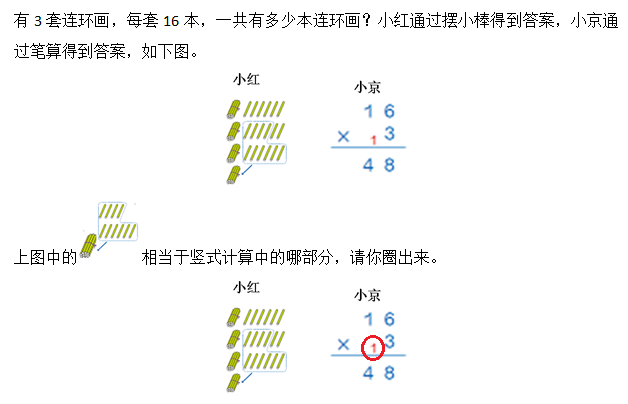 有 3 套连环画，每套 16 本，一共有多少本连环画？小红通过摆小棒得到答案，小京通
过笔算得到答案，如下图。
小红 小京
1 6
× 1 3
4 8
上图中的 相当于竖式计算中的哪部分，请你圈出来。
小红 小京
1 6
× 1 3
4 8